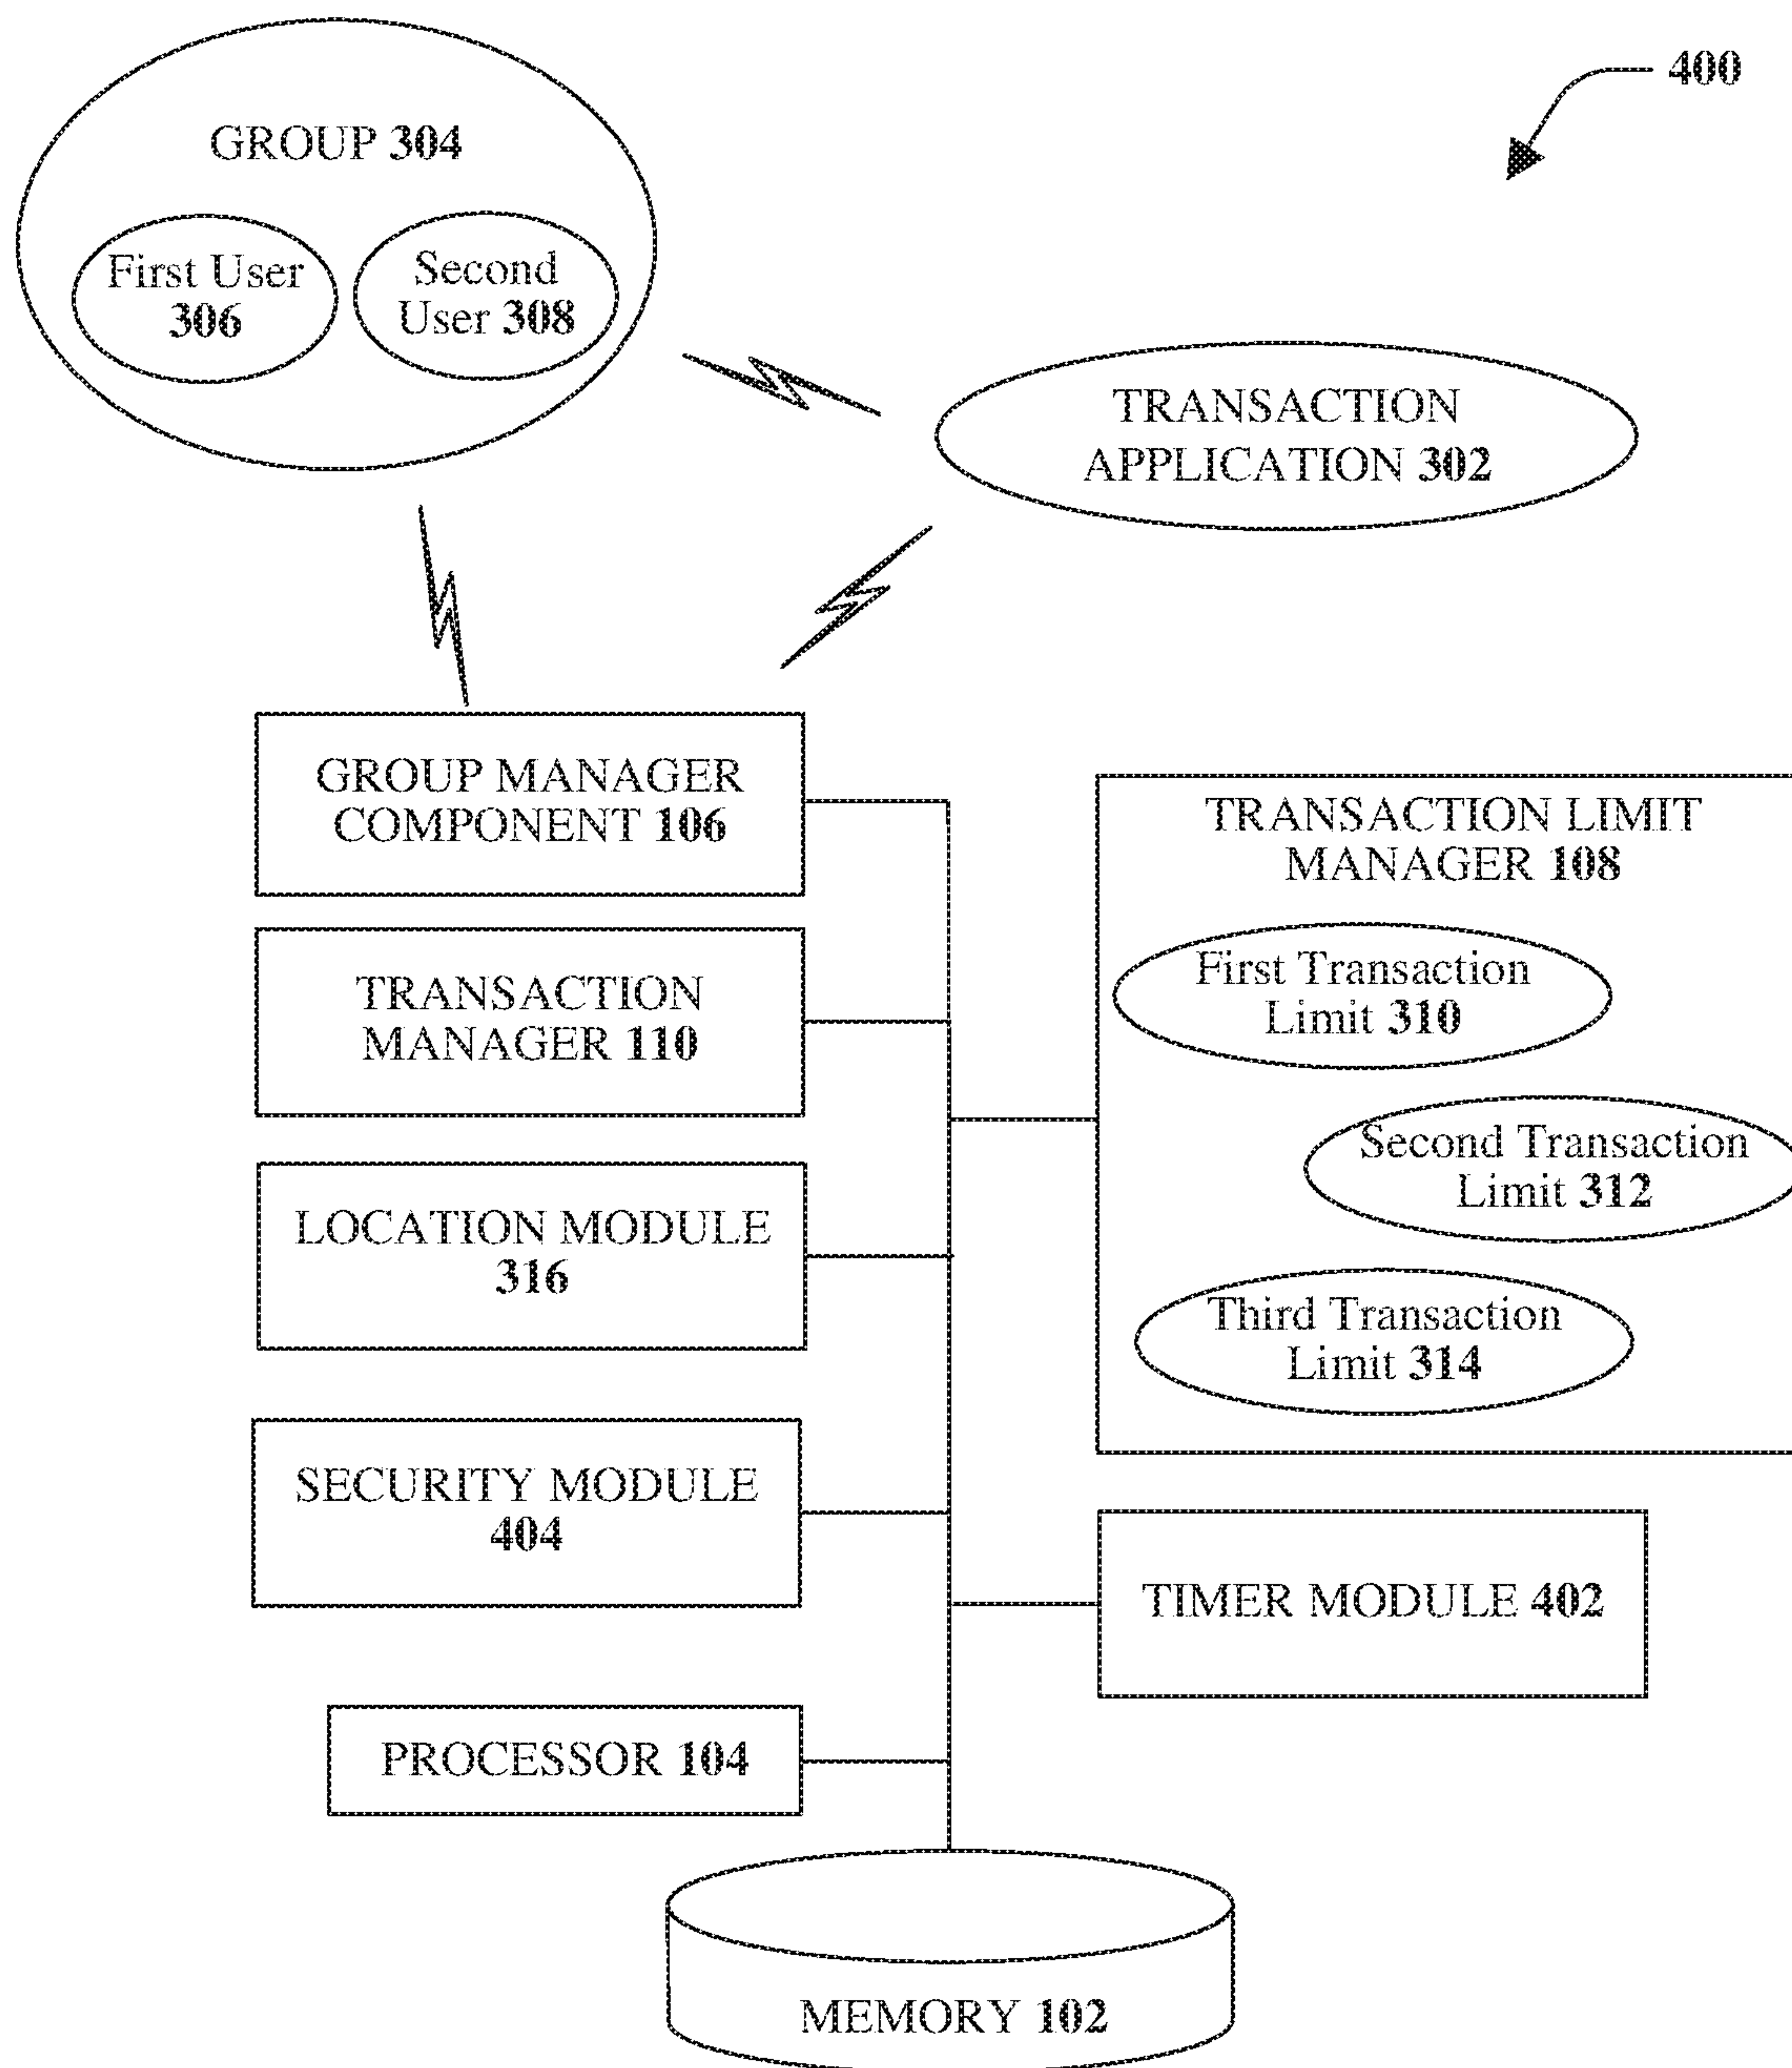 400
GROUP 304
First User
306
Second
User 308
TRANSACTION
APPLICATION 302
GROUP MANAGER
COMPONENT 106
TRANSACTION LIMIT
MANAGER 108
First Transaction
Limit 310
Second Transaction
Limit 312
Third Transaction
Limit 314
TRANSACTION
MANAGER 110
LOCATION MODULE
316
SECURITY MODULE
404
TIMER MODULE 402
PROCESSOR 104
MEMORY 102